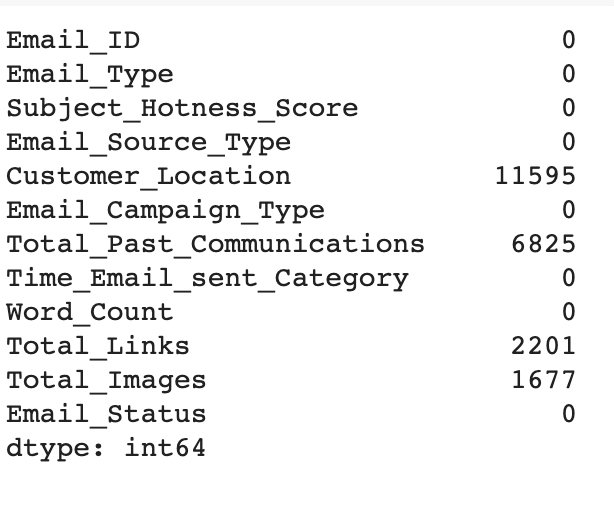 Email_ID 0
Email_Type 0
Subject_Hotness_Score 0
Email_Source_Type 0
Customer_Location 11595
Email_Campaign_Type 0
Total_Past_Communications 6825
Time_Email_sent_Category 0
Word_Count 0
Total_Links 2201
Total_Images 1677
Email_Status 0
dtype: int64